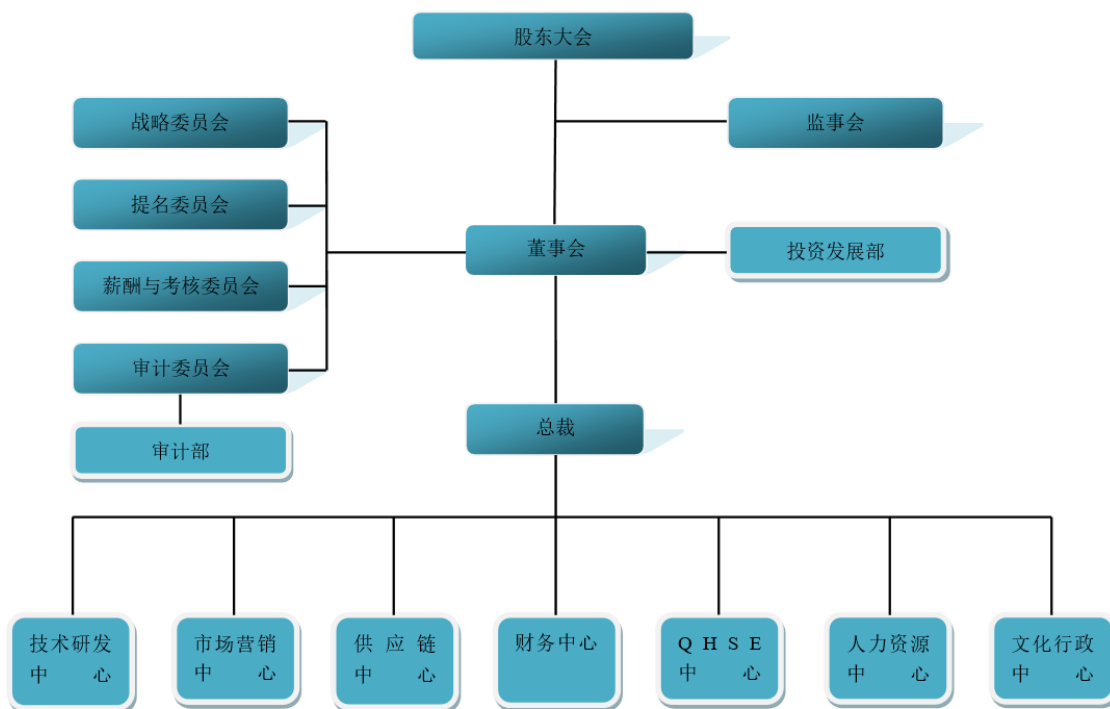 股东大会
战略委员会
监事会
提名委员会
董事会
投资发展部
薪酬与考核委员会
审计委员会
总裁
审计部
技术研发
中心
市场营销
中心
供应链
中心
财务中心
QHSE
中心
人力资源
中心
文化行政
中心